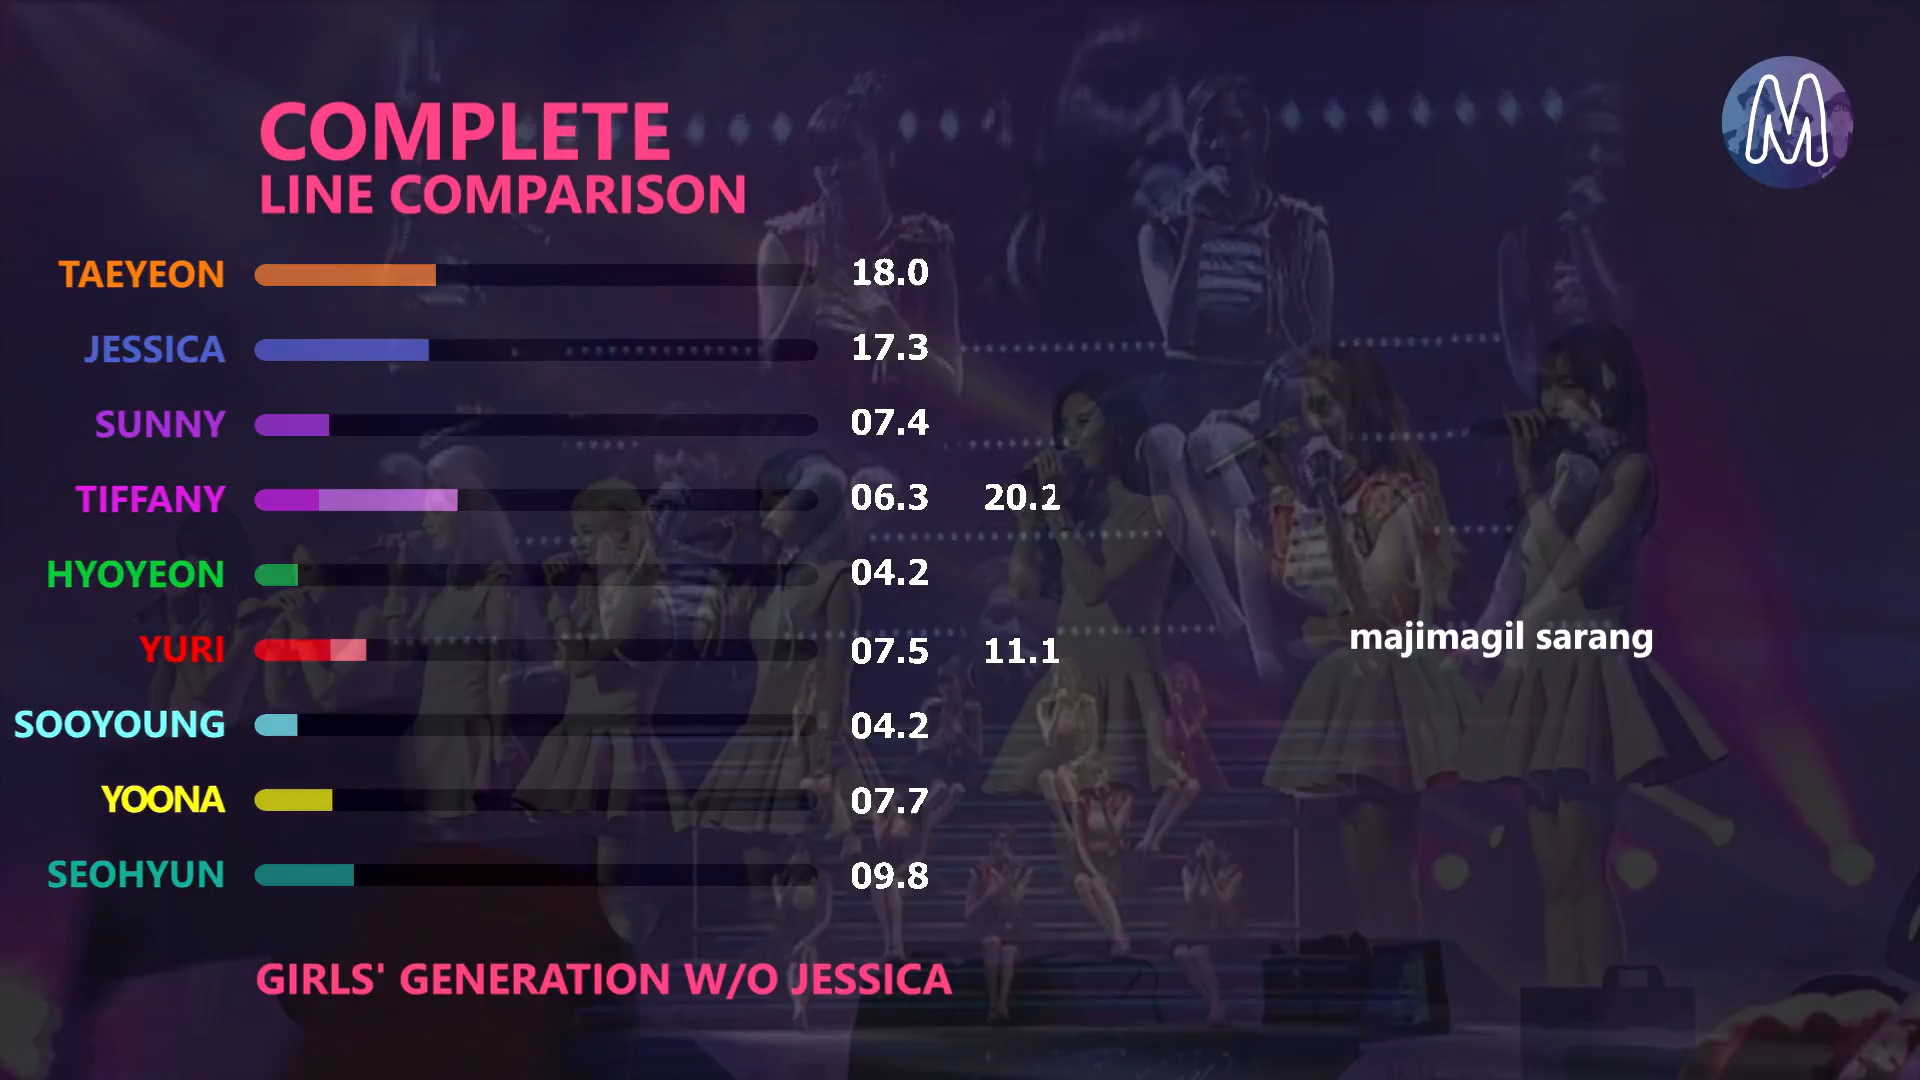 M
COMPLETE
LINE COMPARISON
TAEYEON 18.0
JESSICA 17.3
SUNNY 07.4
TIFFANY 06.3 20.2
HYOYEON 04.2
YURI 07.5 11.1
majimagil sarang
SOOYOUNG 04.2
YOONA 07.7
SEOHYUN 09.8
GIRLS' GENERATION W/O JESSICA